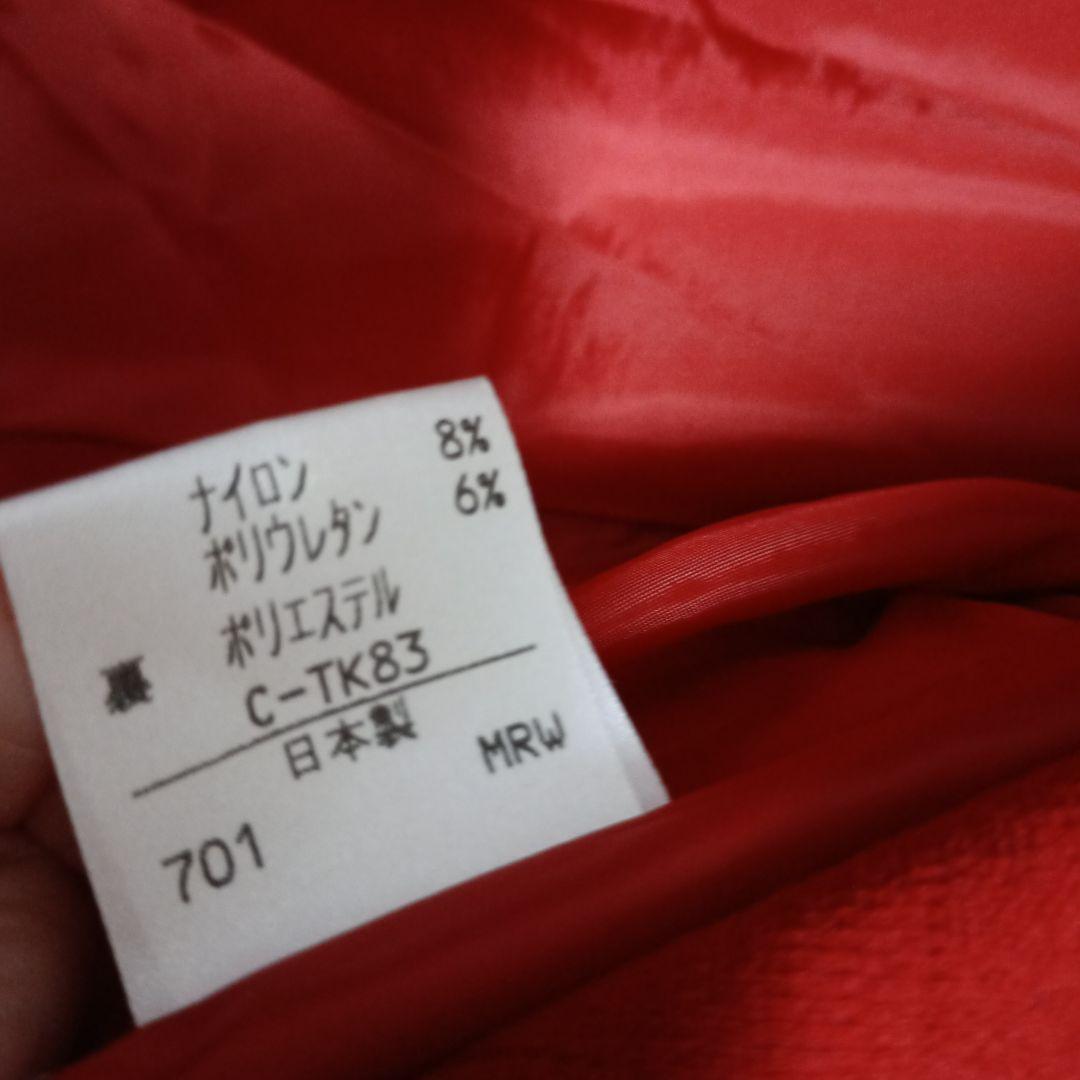 ナイロン 8%
ポリウレタン 6%
裏 ポリエステル
C-TK83
日本製
MRW
701